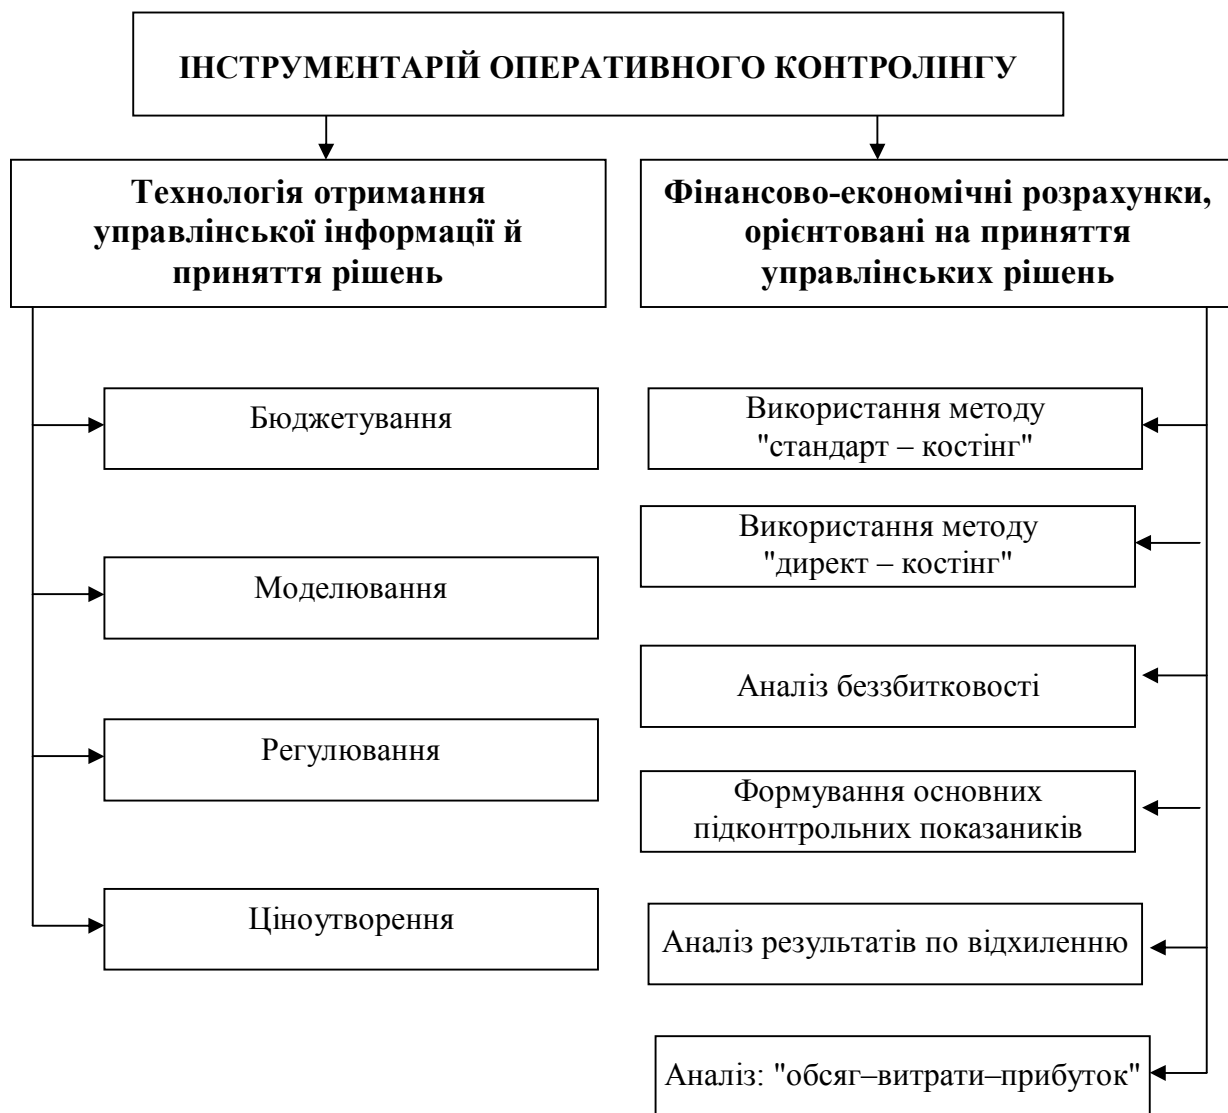 ІНСТРУМЕНТАРІЙ ОПЕРАТИВНОГО КОНТРОЛІНГУ
Технологія отримання
управлінської інформації й
приняття рішень
Бюджетування
Моделювання
Регулювання
Ціноутворення
Фінансово-економічні розрахунки,
орієнтовані на приняття
управлінських рішень
Використання методу
"стандарт – костінг"
Використання методу
"директ – костінг"
Аналіз беззбитковості
Формування основних
підконтрольних показаників
Аналіз результатів по відхиленню
Аналіз: "обсяг–витрати–прибуток"